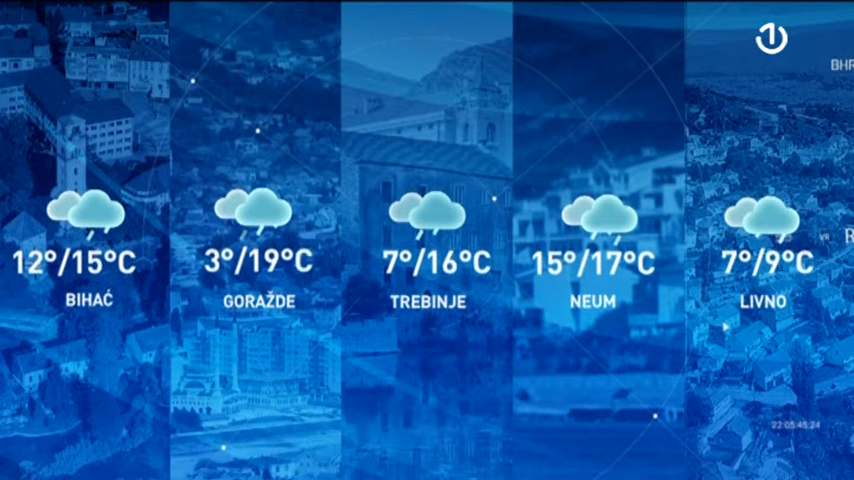 BHR
12°/15°C
BIHAĆ
3°/19°C
GORAŽDE
7°/16°C
TREBINJE
15°/17°C
NEUM
7°/9°C
LIVNO
VR
R
22:05:45:24